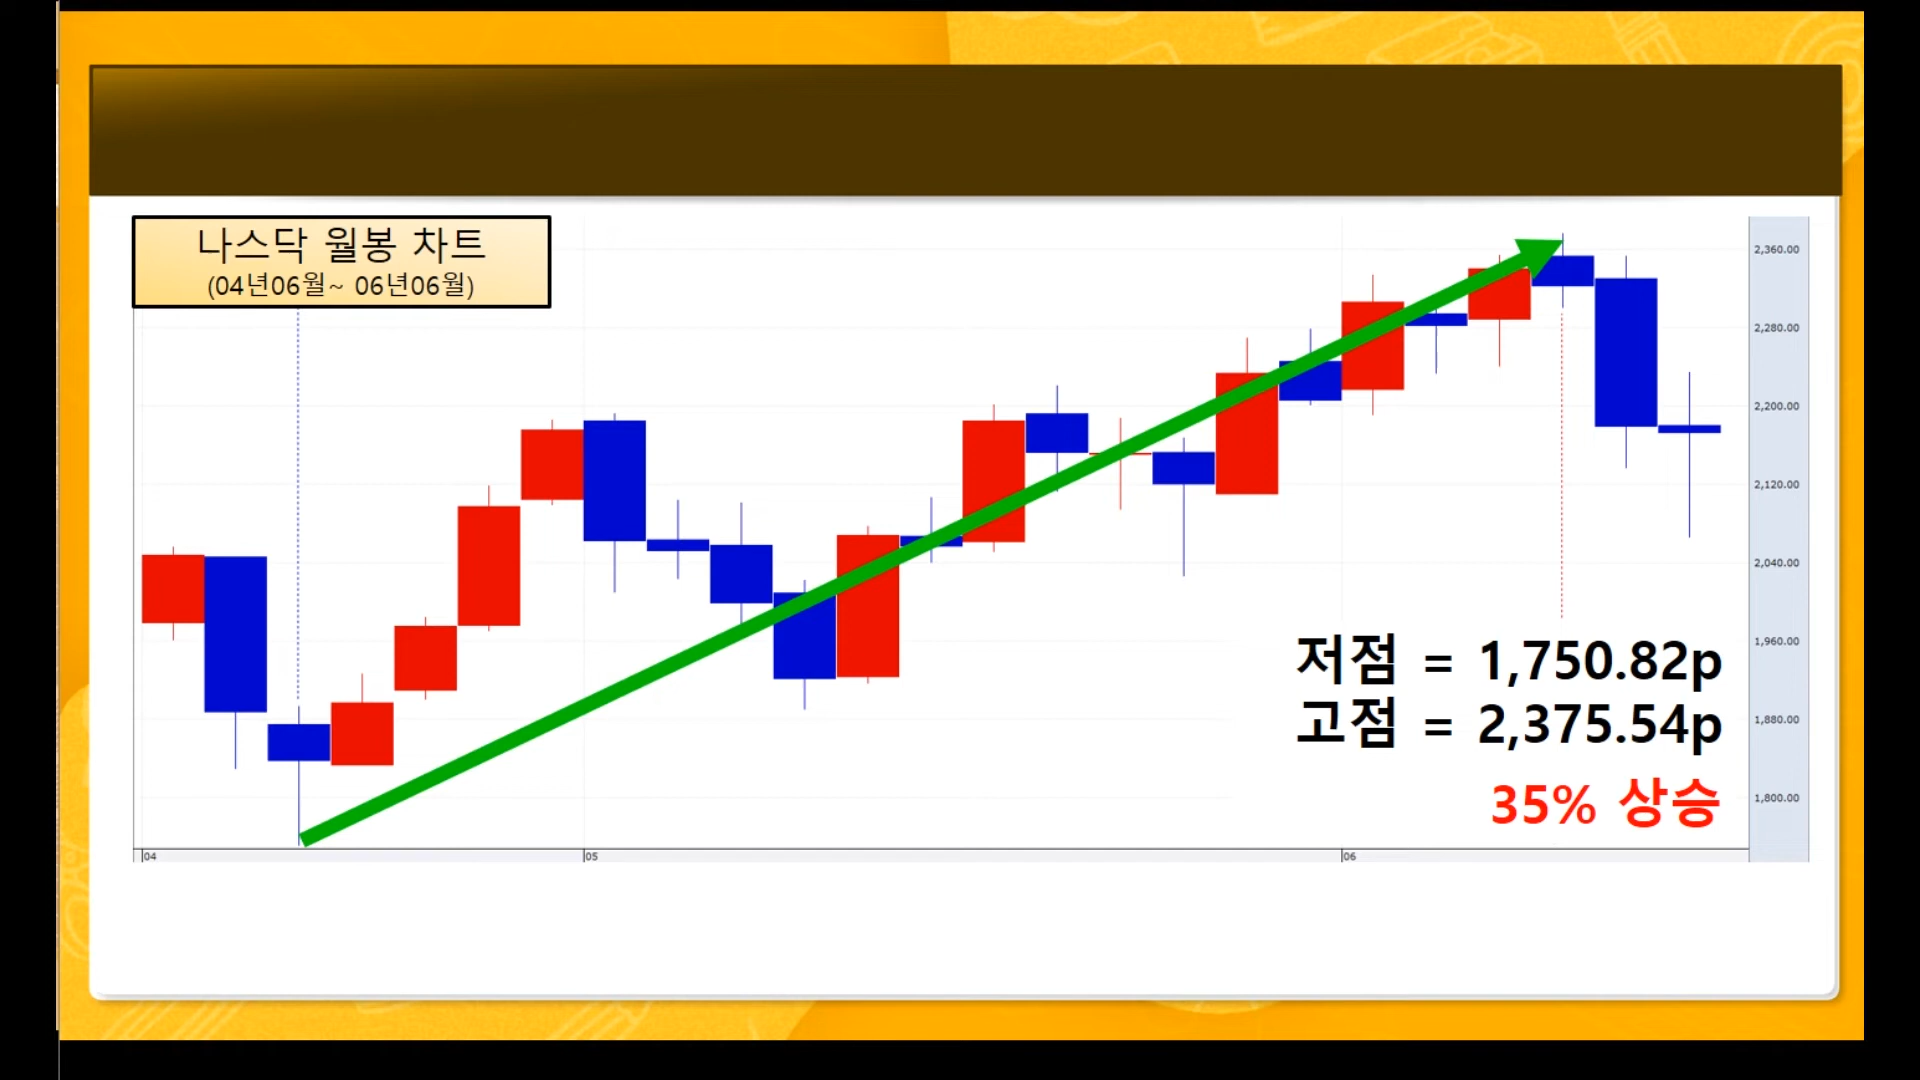 나스닥 월봉 차트
(04년06월~ 06년06월)
2,360.00
2,280.00
2,200.00
2,120.00
2,040.00
1,960.00
1,880.00
1,800.00
저점 = 1,750.82p
고점 = 2,375.54p
35% 상승
04
05
06